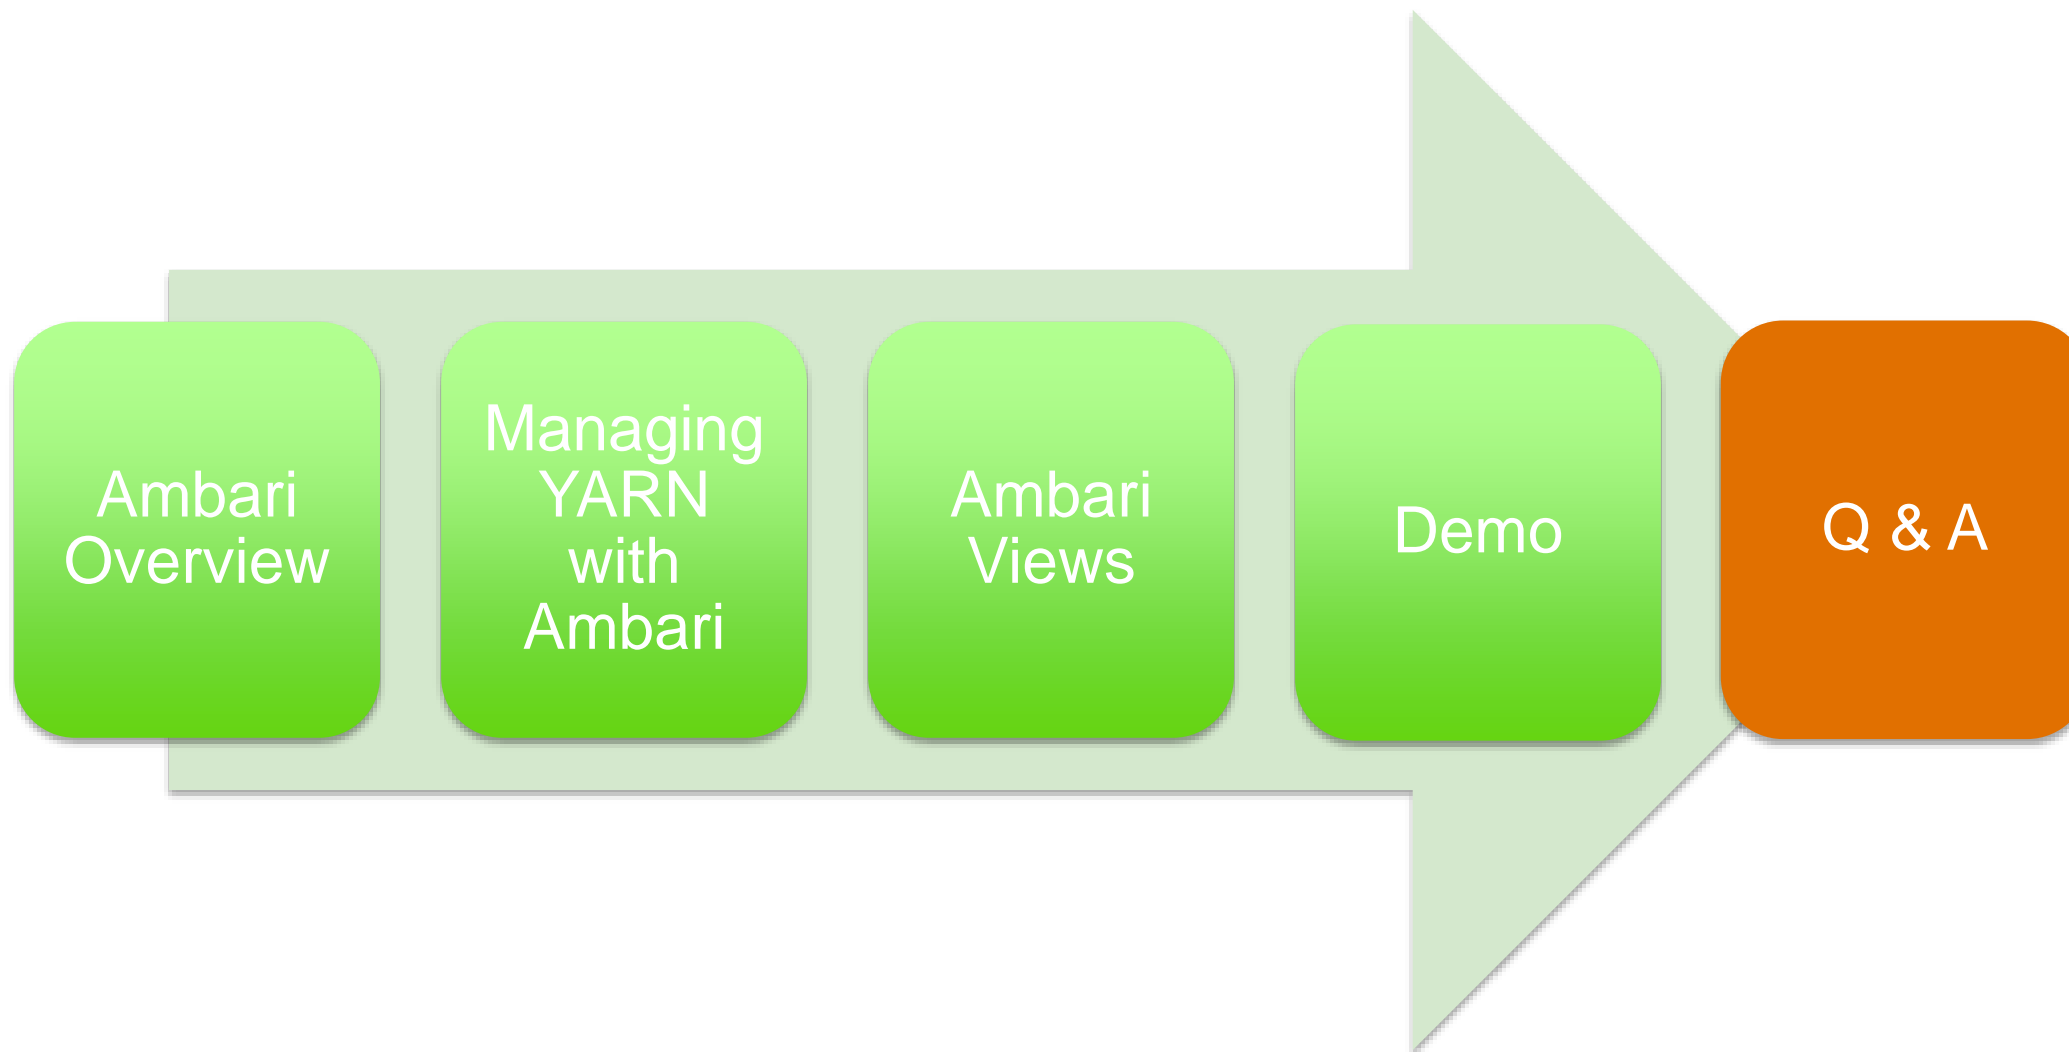 Ambari
Overview
Managing
YARN
with
Ambari
Ambari
Views
Demo
Q & A